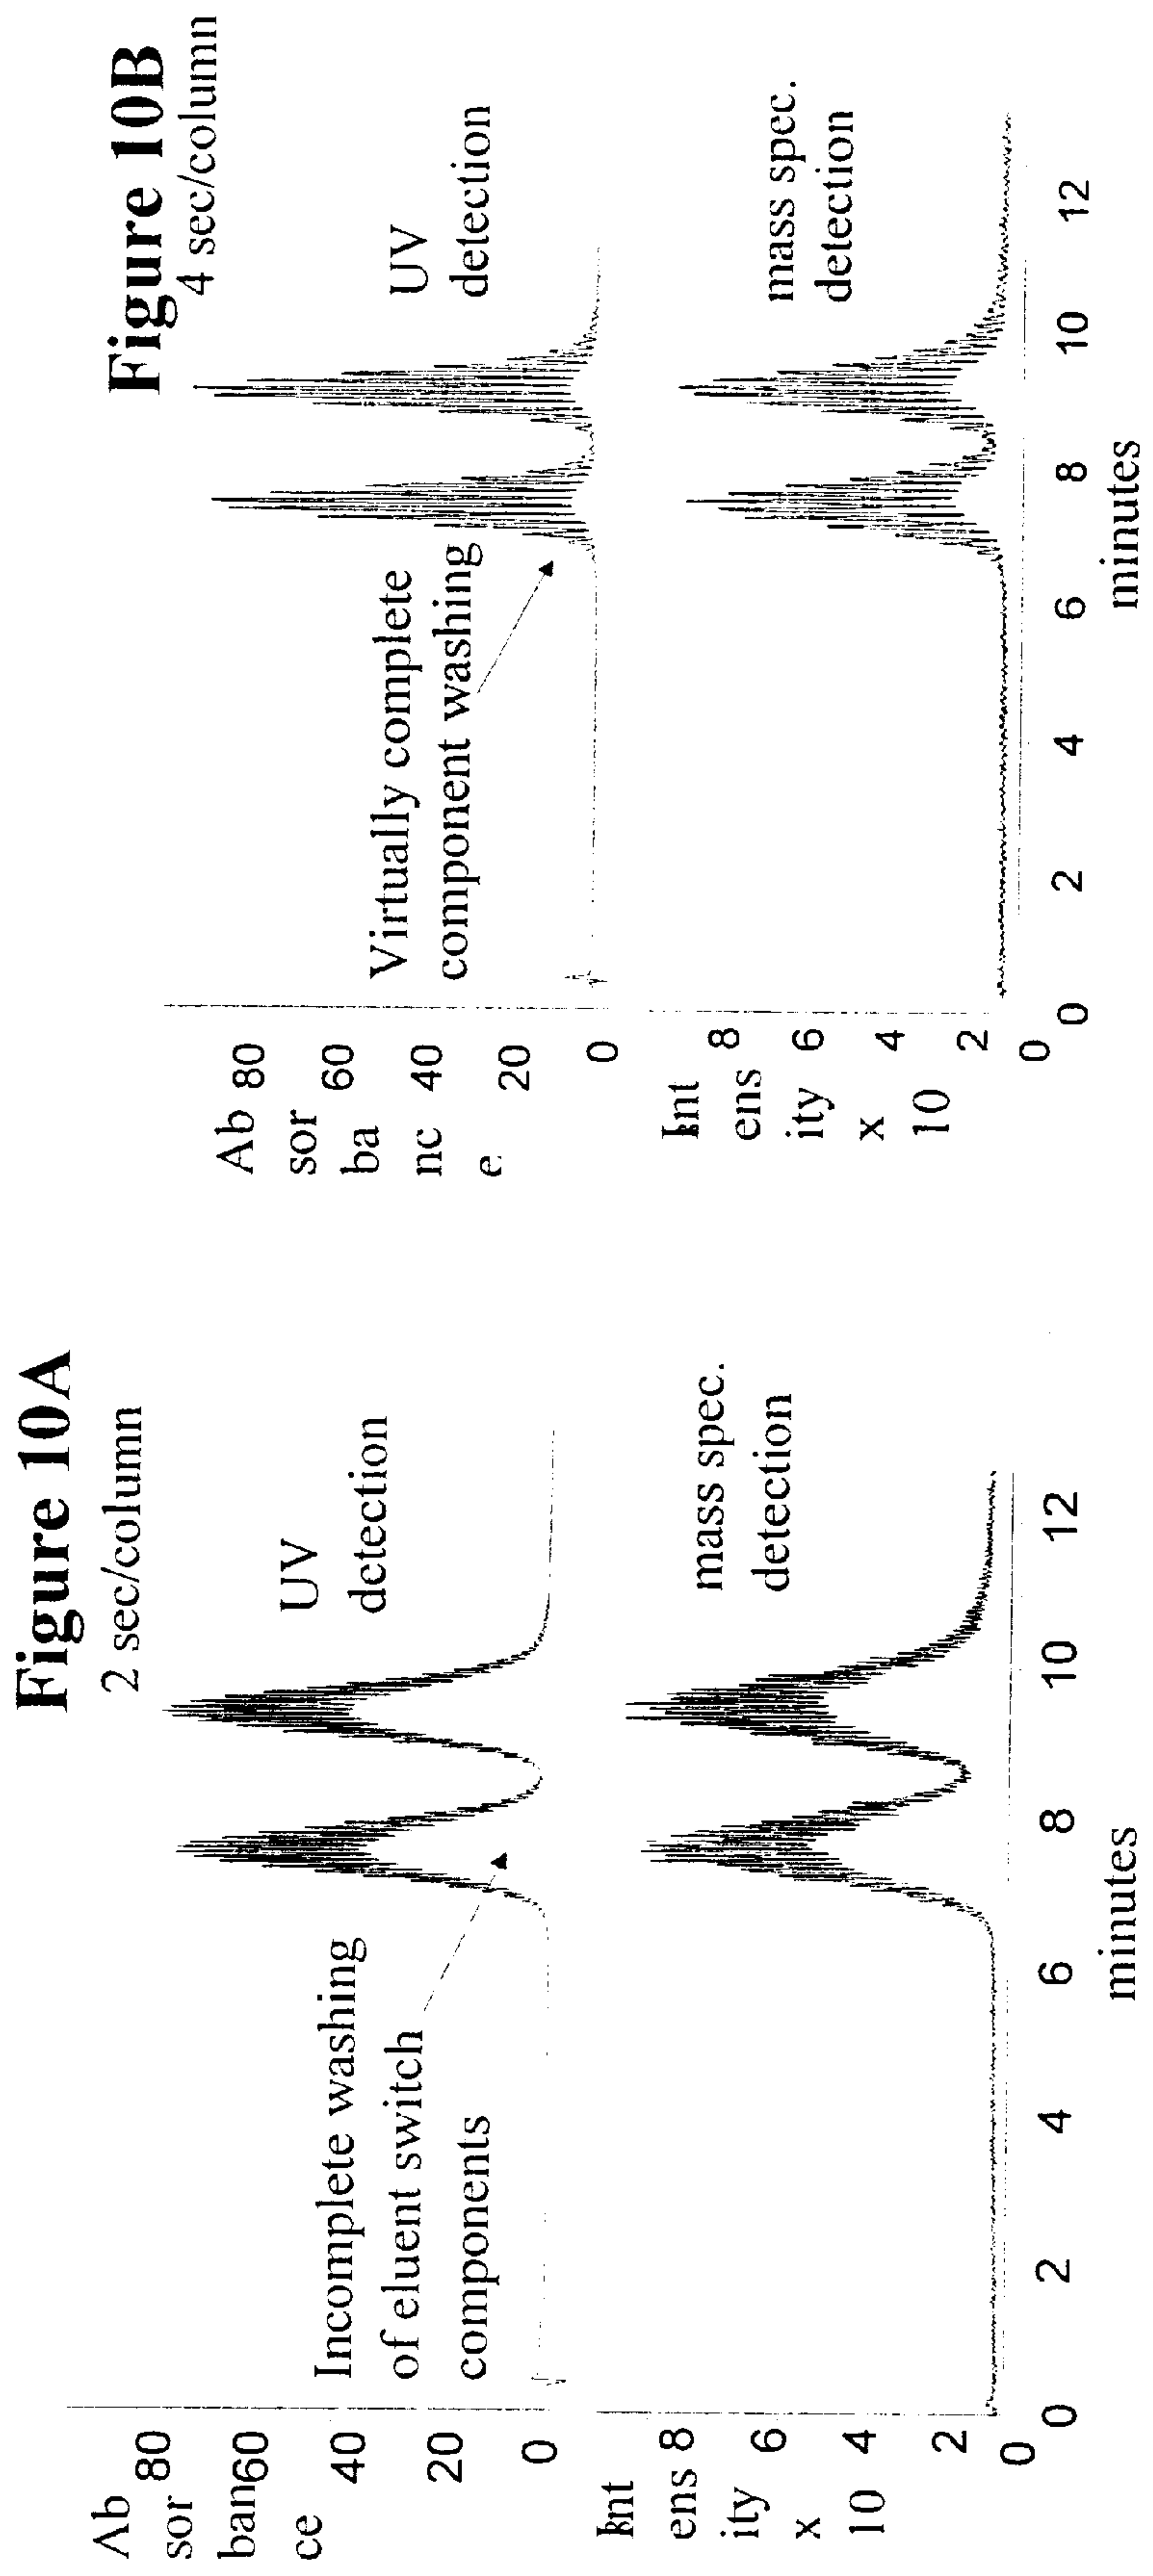 Figure 10A
2 sec/column
Ab
sor
ban
ce
80
60
40
20
0
UV
detection
Incomplete washing
of eluent switch
components
Int
ens
ity
x
10
8
6
4
2
0
mass spec.
detection
0 2 4 6 8 10 12
minutes
Figure 10B
4 sec/column
Ab
sor
ba
nc
e
80
60
40
20
0
UV
detection
Virtually complete
component washing
Int
ens
ity
x
10
8
6
4
2
0
mass spec.
detection
0 2 4 6 8 10 12
minutes